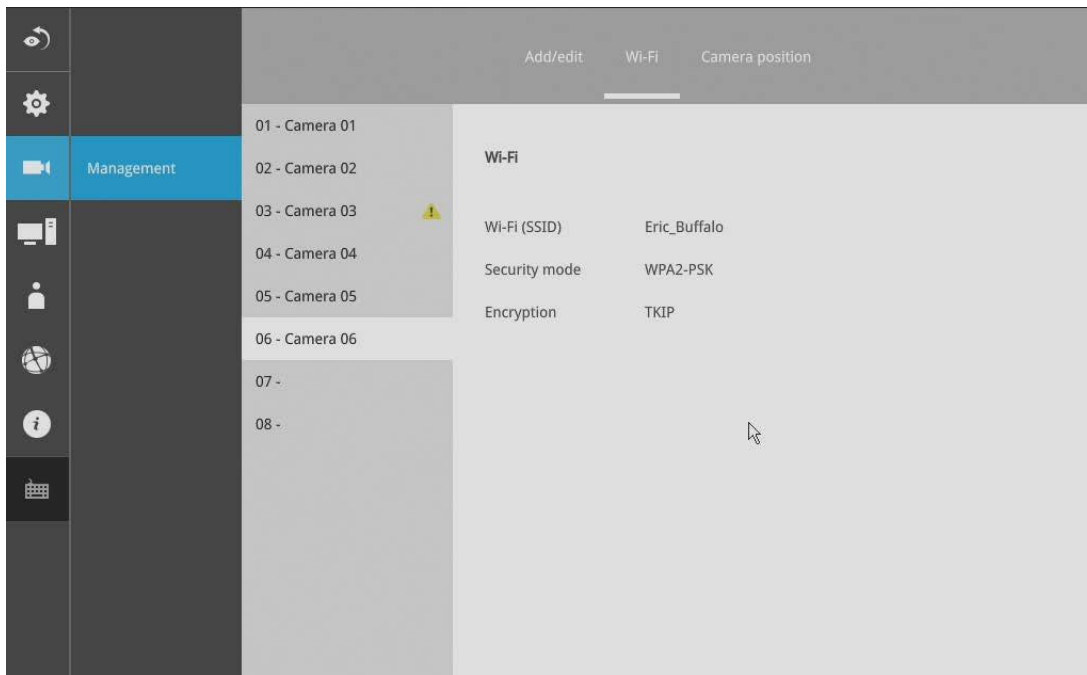 Add/edit Wi-Fi Camera position
Management
01 - Camera 01
02 - Camera 02
03 - Camera 03
04 - Camera 04
05 - Camera 05
06 - Camera 06
07 -
08 -
Wi-Fi
Wi-Fi (SSID) Eric_Buffalo
Security mode WPA2-PSK
Encryption TKIP